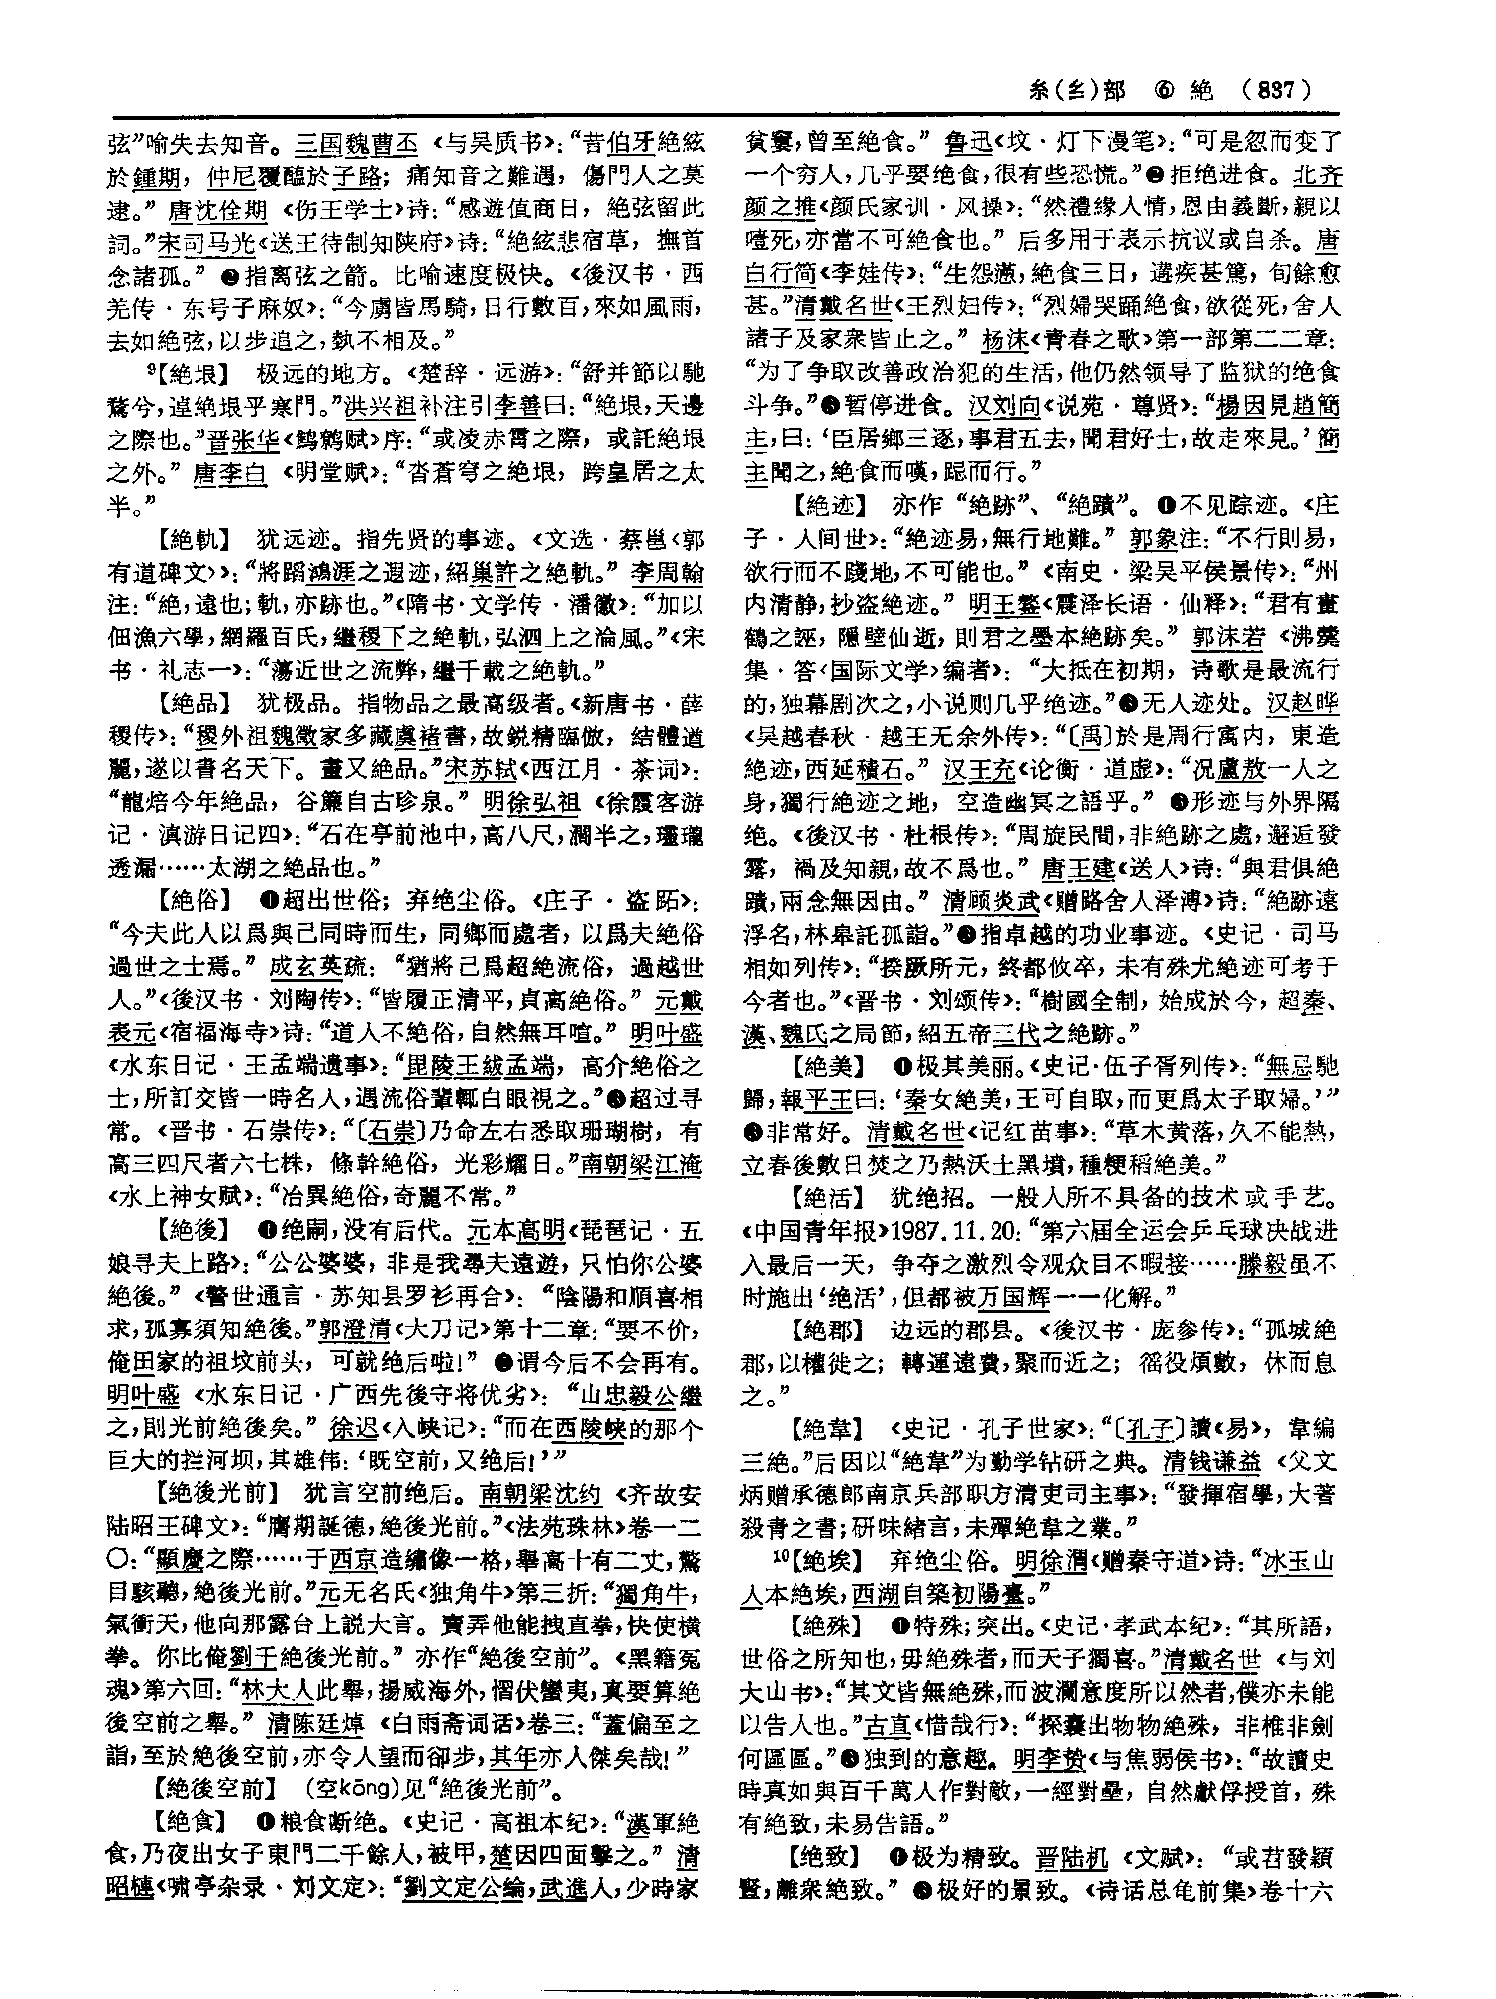 糸(糹)部 ⑥ 絶 (837)
弦”喻失去知音。三国魏曹丕《与吴质书》:“昔伯牙絶絃
於鍾期,仲尼覆醢於子路;痛知音之難遇,傷門人之莫
逮。”唐沈佺期《伤王学士》诗:“感遊值商日,絶弦留此
詞。”宋司马光《送王待制知陕府》诗:“絶絃悲宿草,撫首
念諸孤。”❷指离弦之箭。比喻速度极快。《後汉书·西
羌传·东号子麻奴》:“今虜皆馬騎,日行數百,來如風雨,
去如絶弦,以步追之,埶不相及。”
⁹【絶垠】 极远的地方。《楚辞·远游》:“舒并節以馳
騖兮,逴絶垠乎寒門。”洪兴祖补注引李善曰:“絶垠,天邊
之際也。”晋张华《鹪鹩赋》序:“或凌赤霄之際,或託絶垠
之外。”唐李白《明堂赋》:“沓蒼穹之絶垠,跨皇居之太
半。”
【絶軌】 犹远迹。指先贤的事迹。《文选·蔡邕〈郭
有道碑文〉》:“將蹈鴻涯之遐迹,紹巢許之絶軌。”李周翰
注:“絶,遠也;軌,亦跡也。”《隋书·文学传·潘徽》:“加以
佃漁六學,網羅百氏,繼稷下之絶軌,弘泗上之淪風。”《宋
书·礼志一》:“蕩近世之流弊,繼千載之絶軌。”
【絶品】 犹极品。指物品之最高级者。《新唐书·薛
稷传》:“稷外祖魏徵家多藏虞褚書,故鋭精臨倣,結體遒
麗,遂以書名天下。畫又絶品。”宋苏轼《西江月·茶词》:
“龍焙今年絶品,谷簾自古珍泉。”明徐弘祖《徐霞客游
记·滇游日记四》:“石在亭前池中,高八尺,濶半之,瓏瓏
透漏……太湖之絶品也。”
【絶俗】 ❶超出世俗;弃绝尘俗。《庄子·盗跖》:
“今夫此人以爲與己同時而生,同鄉而處者,以爲夫絶俗
過世之士焉。”成玄英疏:“猶將己爲超絶流俗,過越世
人。”《後汉书·刘陶传》:“皆履正清平,貞高絶俗。”元戴
表元《宿福海寺》诗:“道人不絶俗,自然無耳喧。”明叶盛
《水东日记·王孟端遗事》:“毘陵王紱孟端,高介絶俗之
士,所訂交皆一時名人,遇流俗輩輒白眼視之。”❷超过寻
常。《晋书·石崇传》:“〔石崇〕乃命左右悉取珊瑚樹,有
高三四尺者六七株,條幹絶俗,光彩耀日。”南朝梁江淹
《水上神女赋》:“冶異絶俗,奇麗不常。”
【絶後】 ❶绝嗣,没有后代。元本高明《琵琶记·五
娘寻夫上路》:“公公婆婆,非是我尋夫遠遊,只怕你公婆
絶後。”《警世通言·苏知县罗衫再合》:“陰陽和順喜相
求,孤寡須知絶後。”郭澄清《大刀记》第十二章:“要不价,
俺田家的祖坟前头,可就绝后啦!”❷谓今后不会再有。
明叶盛《水东日记·广西先後守将优劣》:“山忠毅公繼
之,則光前絶後矣。”徐迟《入峡记》:“而在西陵峡的那个
巨大的拦河坝,其雄伟:‘既空前,又绝后!’”
【絶後光前】 犹言空前绝后。南朝梁沈约《齐故安
陆昭王碑文》:“膺期誕德,絶後光前。”《法苑珠林》卷一二
〇:“顯慶之際……于西京造繡像一格,舉高十有二丈,驚
目駭聽,絶後光前。”元无名氏《独角牛》第三折:“獨角牛,
氣衝天,他向那露台上説大言。賣弄他能拽直拳,快使横
拳。你比俺劉千絶後光前。”亦作“絶後空前”。《黑籍冤
魂》第六回:“林大人此舉,揚威海外,慴伏蠻夷,真要算絶
後空前之舉。”清陈廷焯《白雨斋词话》卷三:“蓋偏至之
詣,至於絶後空前,亦令人望而卻步,其年亦人傑矣哉!”
【絶後空前】 (空kōng)见“絶後光前”。
【絶食】 ❶粮食断绝。《史记·高祖本纪》:“漢軍絶
食,乃夜出女子東門二千餘人,被甲,楚因四面擊之。”清
昭槤《啸亭杂录·刘文定》:“劉文定公綸,武進人,少時家
貧窶,曾至絶食。”鲁迅《坟·灯下漫笔》:“可是忽而变了
一个穷人,几乎要绝食,很有些恐慌。”❷拒绝进食。北齐
颜之推《颜氏家训·风操》:“然禮緣人情,恩由義斷,親以
噎死,亦當不可絶食也。”后多用于表示抗议或自杀。唐
白行简《李娃传》:“生怨懣,絶食三日,遘疾甚篤,旬餘愈
甚。”清戴名世《王烈妇传》:“烈婦哭踊絶食,欲從死,舍人
諸子及家衆皆止之。”杨沫《青春之歌》第一部第二二章:
“为了争取改善政治犯的生活,他仍然领导了监狱的绝食
斗争。”❸暂停进食。汉刘向《说苑·尊贤》:“楊因見趙簡
主,曰:‘臣居鄉三逐,事君五去,聞君好士,故走來見。’簡
主聞之,絶食而嘆,跽而行。”
【絶迹】 亦作“絶跡”、“絶蹟”。❶不见踪迹。《庄
子·人间世》:“絶迹易,無行地難。”郭象注:“不行則易,
欲行而不踐地,不可能也。”《南史·梁吴平侯景传》:“州
内清静,抄盗絶迹。”明王鏊《震泽长语·仙释》:“君有畫
鶴之誣,隱壁仙逝,則君之墨本絶跡矣。”郭沫若《沸羹
集·答〈国际文学〉编者》:“大抵在初期,诗歌是最流行
的,独幕剧次之,小说则几乎绝迹。”❷无人迹处。汉赵晔
《吴越春秋·越王无余外传》:“〔禹〕於是周行寓内,東造
絶迹,西延積石。”汉王充《论衡·道虚》:“况盧敖一人之
身,獨行絶迹之地,空造幽冥之語乎。”❸形迹与外界隔
绝。《後汉书·杜根传》:“周旋民間,非絶跡之處,邂逅發
露,禍及知親,故不爲也。”唐王建《送人》诗:“與君俱絶
蹟,兩念無因由。”清顾炎武《赠路舍人泽溥》诗:“絶跡遠
浮名,林皋託孤詣。”❹指卓越的功业事迹。《史记·司马
相如列传》:“揆厥所元,終都攸卒,未有殊尤絶迹可考于
今者也。”《晋书·刘颂传》:“樹國全制,始成於今,超秦、
漢、魏氏之局節,紹五帝三代之絶跡。”
【絶美】 ❶极其美丽。《史记·伍子胥列传》:“無忌馳
歸,報平王曰:‘秦女絶美,王可自取,而更爲太子取婦。’”
❷非常好。清戴名世《记红苗事》:“草木黄落,久不能熱,
立春後數日焚之乃熱沃土黑墳,種粳稻絶美。”
【絶活】 犹绝招。一般人所不具备的技术或手艺。
《中国青年报》1987.11.20:“第六届全运会乒乓球决战进
入最后一天,争夺之激烈令观众目不暇接……滕毅虽不
时施出‘绝活’,但都被万国辉一一化解。”
【絶郡】 边远的郡县。《後汉书·庞参传》:“孤城絶
郡,以權徙之;轉運遠費,聚而近之;徭役煩數,休而息
之。”
【絶韋】 《史记·孔子世家》:“〔孔子〕讀《易》,韋編
三絶。”后因以“絶韋”为勤学钻研之典。清钱谦益《父文
炳赠承德郎南京兵部职方清吏司主事》:“發揮宿學,大著
殺青之書;研味緒言,未殫絶韋之業。”
¹⁰【絶埃】 弃绝尘俗。明徐渭《赠秦守道》诗:“冰玉山
人本絶埃,西湖自築初陽臺。”
【絶殊】 ❶特殊;突出。《史记·孝武本纪》:“其所語,
世俗之所知也,毋絶殊者,而天子獨喜。”清戴名世《与刘
大山书》:“其文皆無絶殊,而波瀾意度所以然者,僕亦未能
以告人也。”古直《惜哉行》:“探囊出物物絶殊,非椎非劍
何區區。”❷独到的意趣。明李贽《与焦弱侯书》:“故讀史
時真如與百千萬人作對敵,一經對壘,自然獻俘授首,殊
有絶致,未易告語。”
【绝致】 ❶极为精致。晋陆机《文赋》:“或苕發穎
豎,離衆絶致。”❷极好的景致。《诗话总龟前集》卷十六